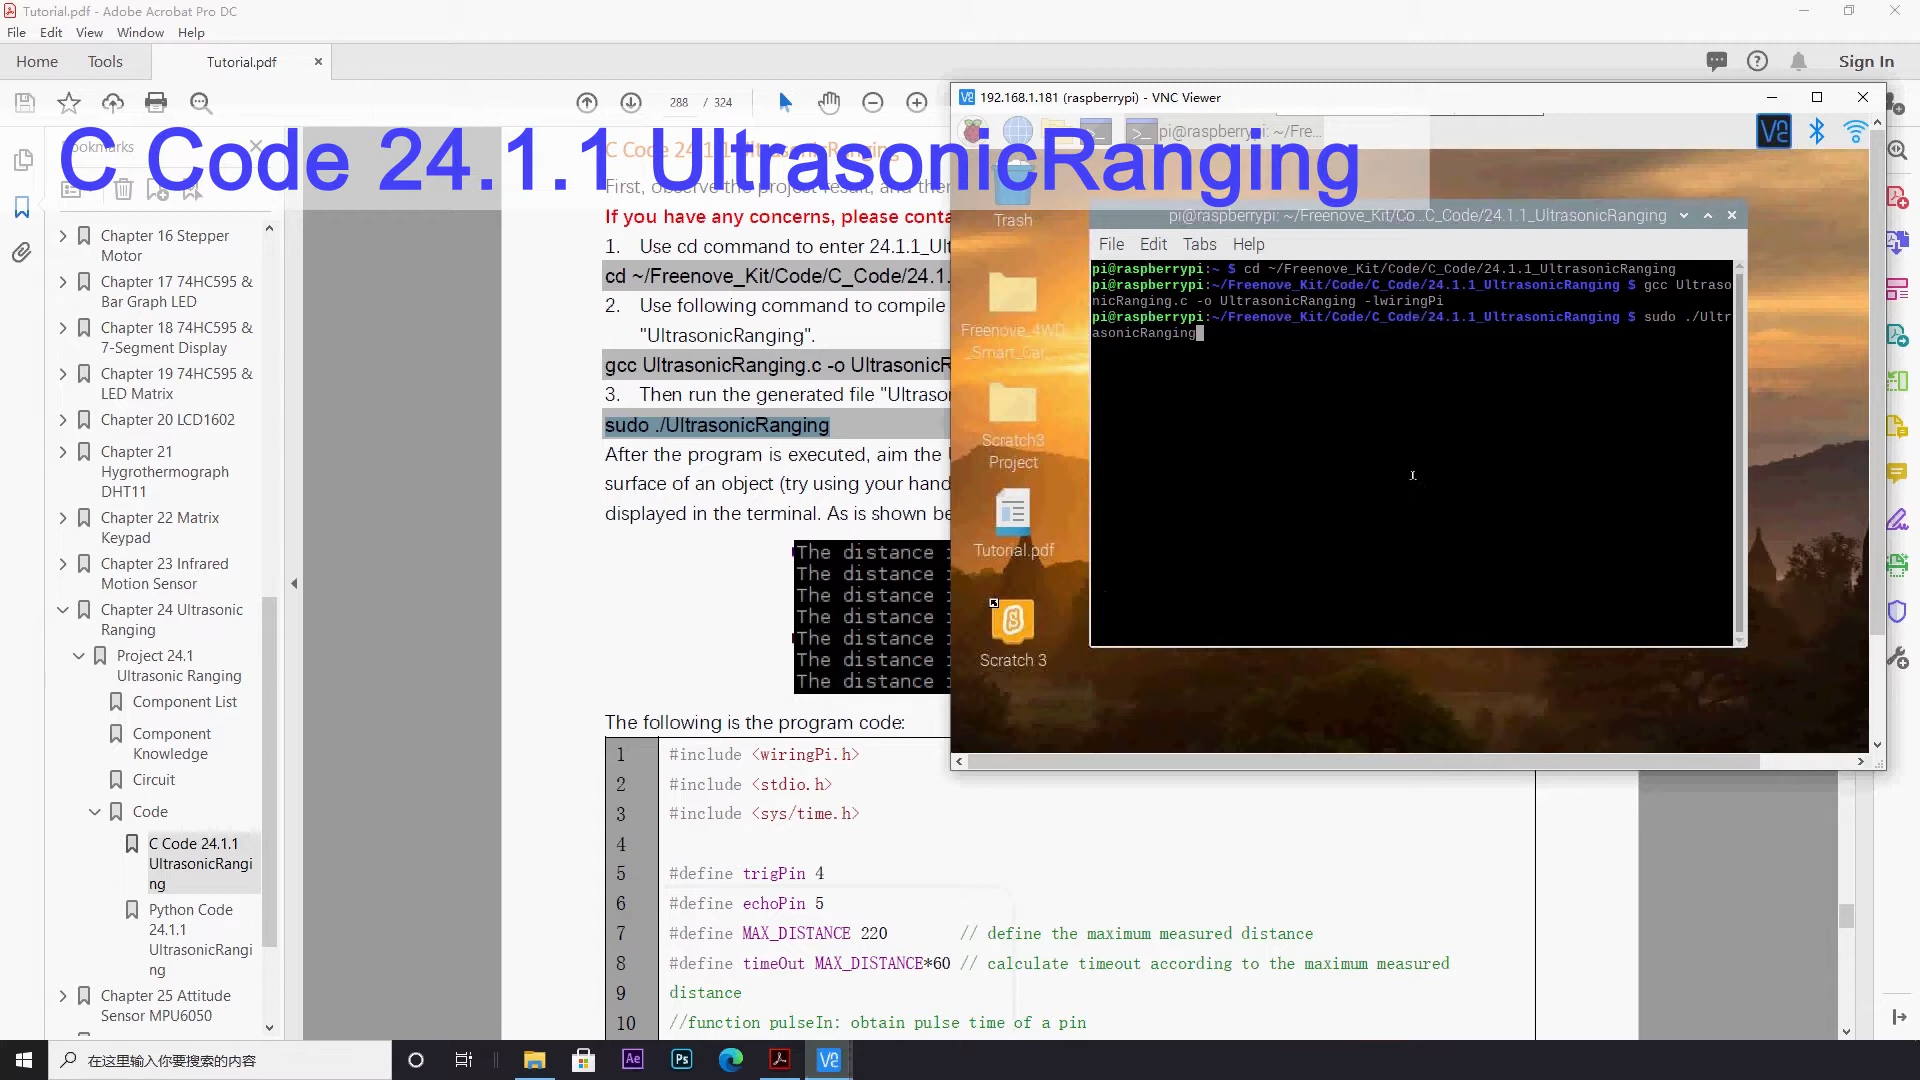 Tutorial.pdf - Adobe Acrobat Pro DC
File Edit View Window Help
Home Tools Tutorial.pdf Sign In
288 / 324
Bookmarks
C Code 24.1.1 UltrasonicRanging
First, observe the project result, and
If you have any concerns, please
1. Use cd command to enter
cd ~/Freenove_Kit/Code/C_Code/24.1.
2. Use following command to compile
"UltrasonicRanging".
gcc UltrasonicRanging.c -o
3. Then run the generated file
sudo ./UltrasonicRanging
After the program is executed, aim the
surface of an object (try using your hand
displayed in the terminal. As is shown
The distance
The distance
The distance
The distance
The distance
The distance
The distance
The following is the program code:
1 #include <wiringPi.h>
2 #include <stdio.h>
3 #include <sys/time.h>
4
5 #define trigPin 4
6 #define echoPin 5
7 #define MAX_DISTANCE 220 // define the maximum measured distance
8 #define timeOut MAX_DISTANCE*60 // calculate timeout according to the maximum measured
9 distance
10 //function pulseIn: obtain pulse time of a pin
Chapter 16 Stepper
Motor
Chapter 17 74HC595 &
Bar Graph LED
Chapter 18 74HC595 &
7-Segment Display
Chapter 19 74HC595 &
LED Matrix
Chapter 20 LCD1602
Chapter 21
Hygrothermograph
DHT11
Chapter 22 Matrix
Keypad
Chapter 23 Infrared
Motion Sensor
Chapter 24 Ultrasonic
Ranging
Project 24.1
Ultrasonic Ranging
Component List
Component
Knowledge
Circuit
Code
C Code 24.1.1
UltrasonicRangi
ng
Python Code
24.1.1
UltrasonicRangi
ng
Chapter 25 Attitude
Sensor MPU6050
192.168.1.181 (raspberrypi) - VNC Viewer
pi@raspberrypi: ~/Fre...
Trash
Freenove_4WD
_Smart_Car_
Scratch3
Project
Tutorial.pdf
Scratch 3
pi@raspberrypi: ~/Freenove_Kit/Co...C_Code/24.1.1_UltrasonicRanging
File Edit Tabs Help
pi@raspberrypi:~ $ cd ~/Freenove_Kit/Code/C_Code/24.1.1_UltrasonicRanging
pi@raspberrypi:~/Freenove_Kit/Code/C_Code/24.1.1_UltrasonicRanging $ gcc Ultraso
nicRanging.c -o UltrasonicRanging -lwiringPi
pi@raspberrypi:~/Freenove_Kit/Code/C_Code/24.1.1_UltrasonicRanging $ sudo ./Ultr
asonicRanging
在这里输入你要搜索的内容
Ae
Ps